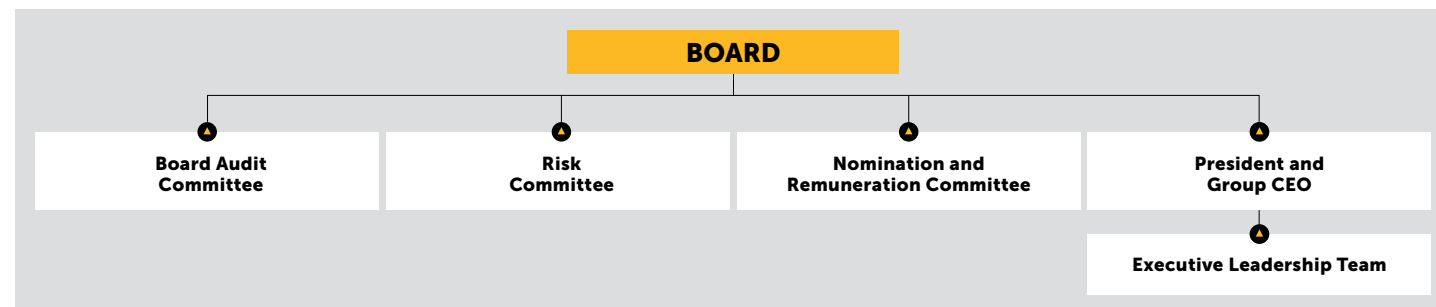 BOARD
Board Audit
Committee
Risk
Committee
Nomination and
Remuneration Committee
President and
Group CEO
Executive Leadership Team